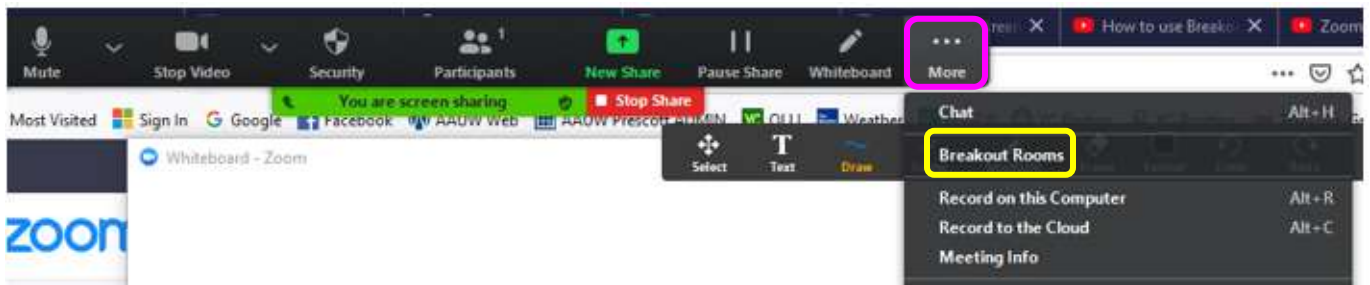 How to use Breako
Zoom
1
Mute
Stop Video
Security
Participants
New Share
Pause Share
Whiteboard
More
You are screen sharing
Stop Share
Most Visited
Sign In
Google
Facebook
AAUW Web
AAUW Prescott
OLLI
Weather
Chat Alt+H
Whiteboard - Zoom
Select
Text
Draw
Breakout Rooms
Record on this Computer Alt+R
Record to the Cloud Alt+C
Meeting Info
zoom